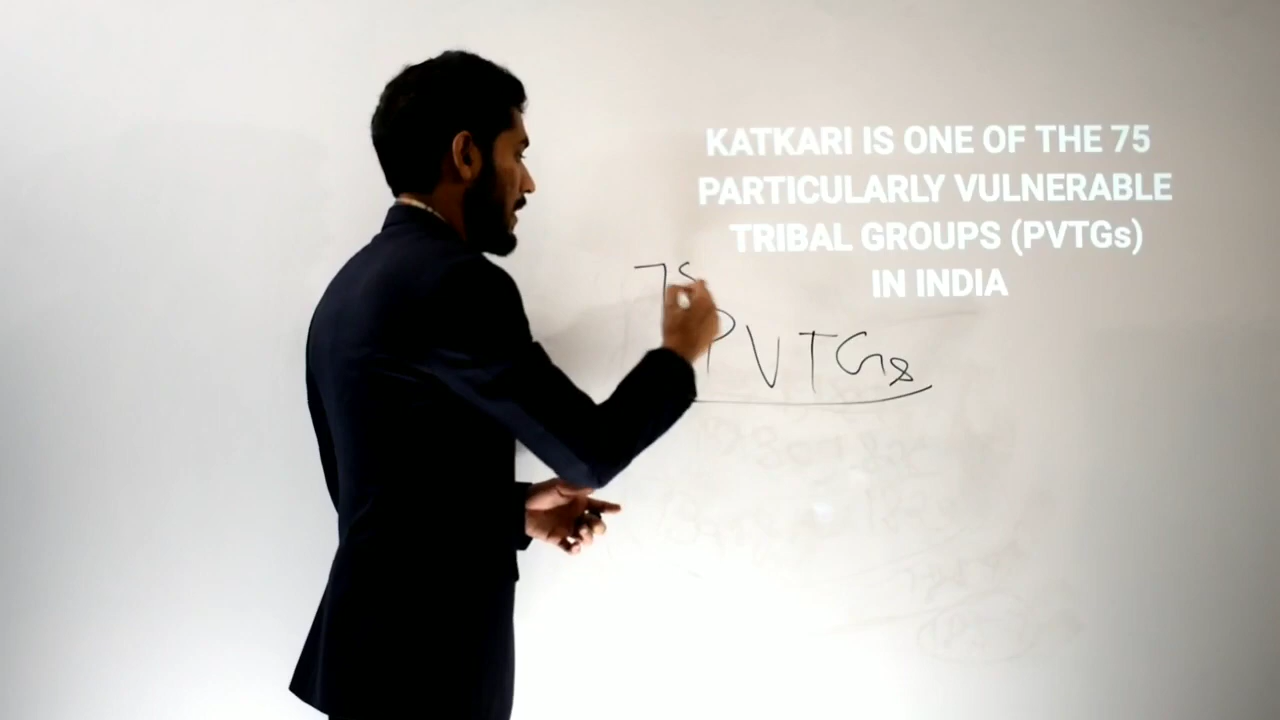 KATKARI IS ONE OF THE 75
PARTICULARLY VULNERABLE
TRIBAL GROUPS (PVTGs)
IN INDIA
75
PVTGs